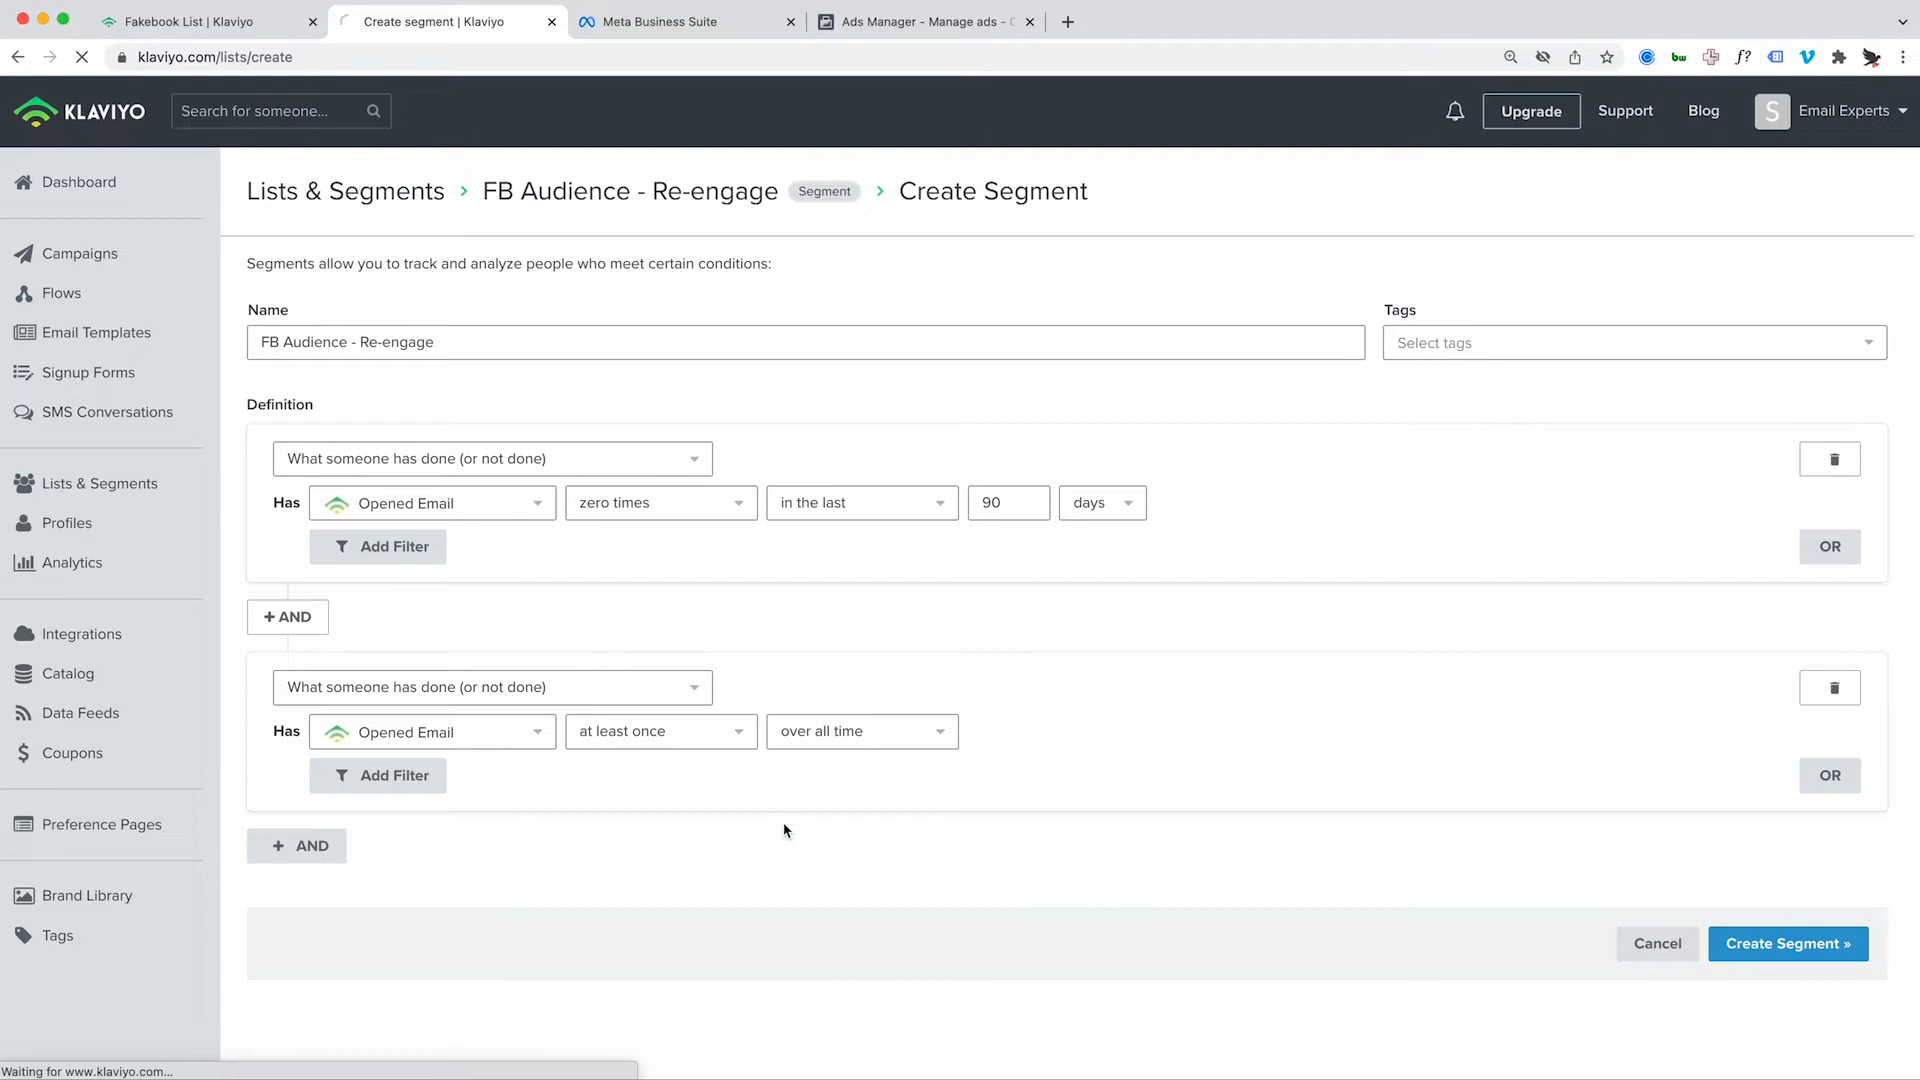 Fakebook List | Klaviyo
Create segment | Klaviyo
Meta Business Suite
Ads Manager - Manage ads -
klaviyo.com/lists/create
KLAVIYO
Search for someone...
Upgrade
Support
Blog
S
Email Experts
Dashboard
Campaigns
Flows
Email Templates
Signup Forms
SMS Conversations
Lists & Segments
Profiles
Analytics
Integrations
Catalog
Data Feeds
Coupons
Preference Pages
Brand Library
Tags
Lists & Segments > FB Audience - Re-engage Segment > Create Segment
Segments allow you to track and analyze people who meet certain conditions:
Name
FB Audience - Re-engage
Tags
Select tags
Definition
What someone has done (or not done)
Has Opened Email zero times in the last 90 days
Add Filter
OR
+ AND
What someone has done (or not done)
Has Opened Email at least once over all time
Add Filter
OR
+ AND
Cancel
Create Segment »
Waiting for www.klaviyo.com...